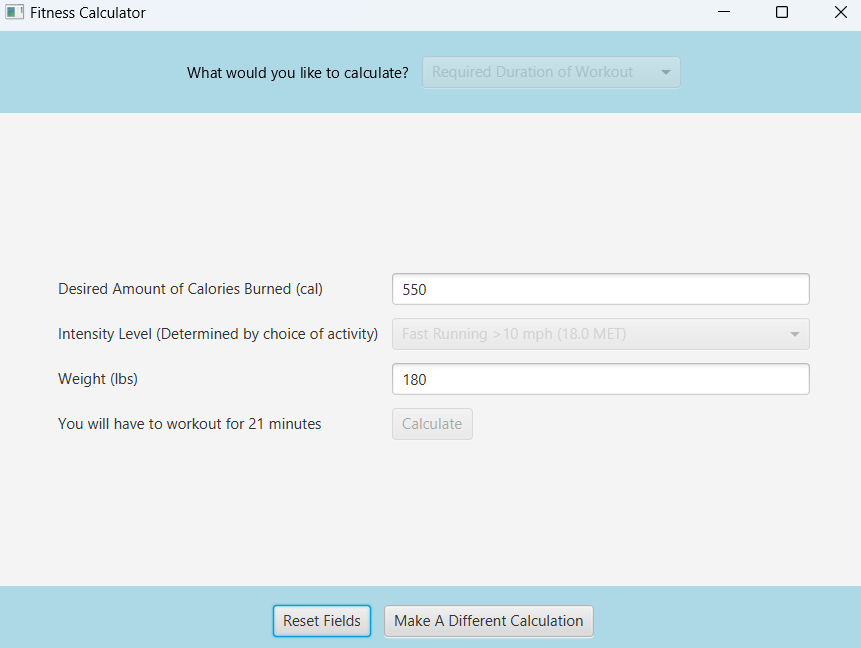 Fitness Calculator
What would you like to calculate? Required Duration of Workout
Desired Amount of Calories Burned (cal) 550
Intensity Level (Determined by choice of activity) Fast Running >10 mph (18.0 MET)
Weight (lbs) 180
You will have to workout for 21 minutes Calculate
Reset Fields Make A Different Calculation